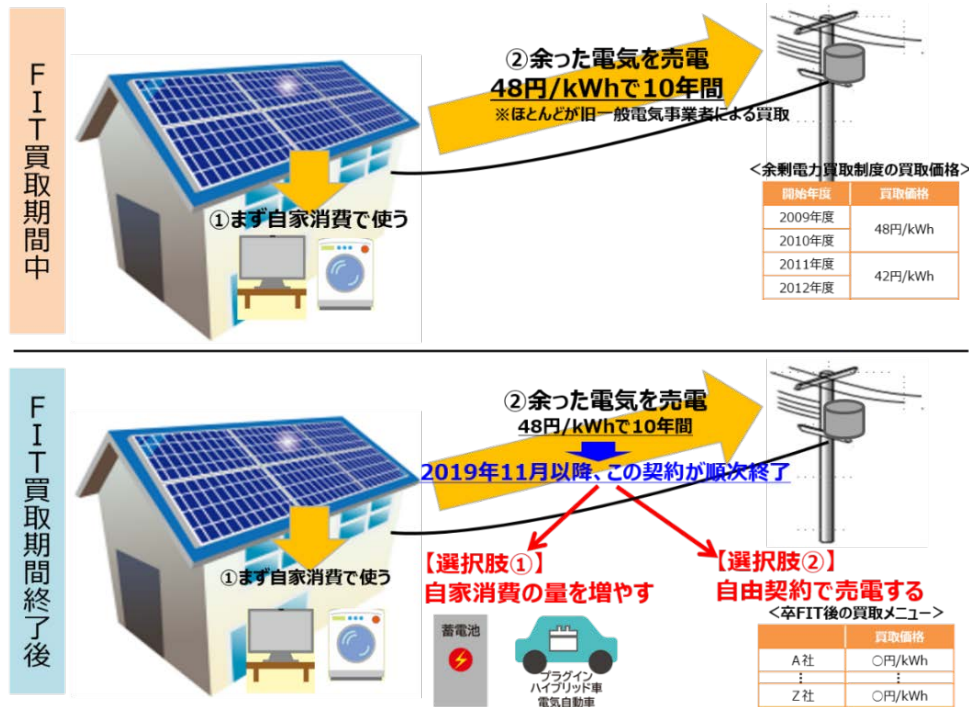 FIT買取期間中
②余った電気を売電
48円/kWhで10年間
※ほとんどが旧一般電気事業者による買取
①まず自家消費で使う
<余剰電力買取制度の買取価格>
開始年度 買取価格
2009年度 48円/kWh
2010年度
2011年度 42円/kWh
2012年度
FIT買取期間終了後
②余った電気を売電
48円/kWhで10年間
2019年11月以降、この契約が順次終了
①まず自家消費で使う
【選択肢①】
自家消費の量を増やす
蓄電池
プラグイン
ハイブリッド車
電気自動車
【選択肢②】
自由契約で売電する
<卒FIT後の買取メニュー>
買取価格
A社 ○円/kWh
⋮ ⋮
Z社 ○円/kWh